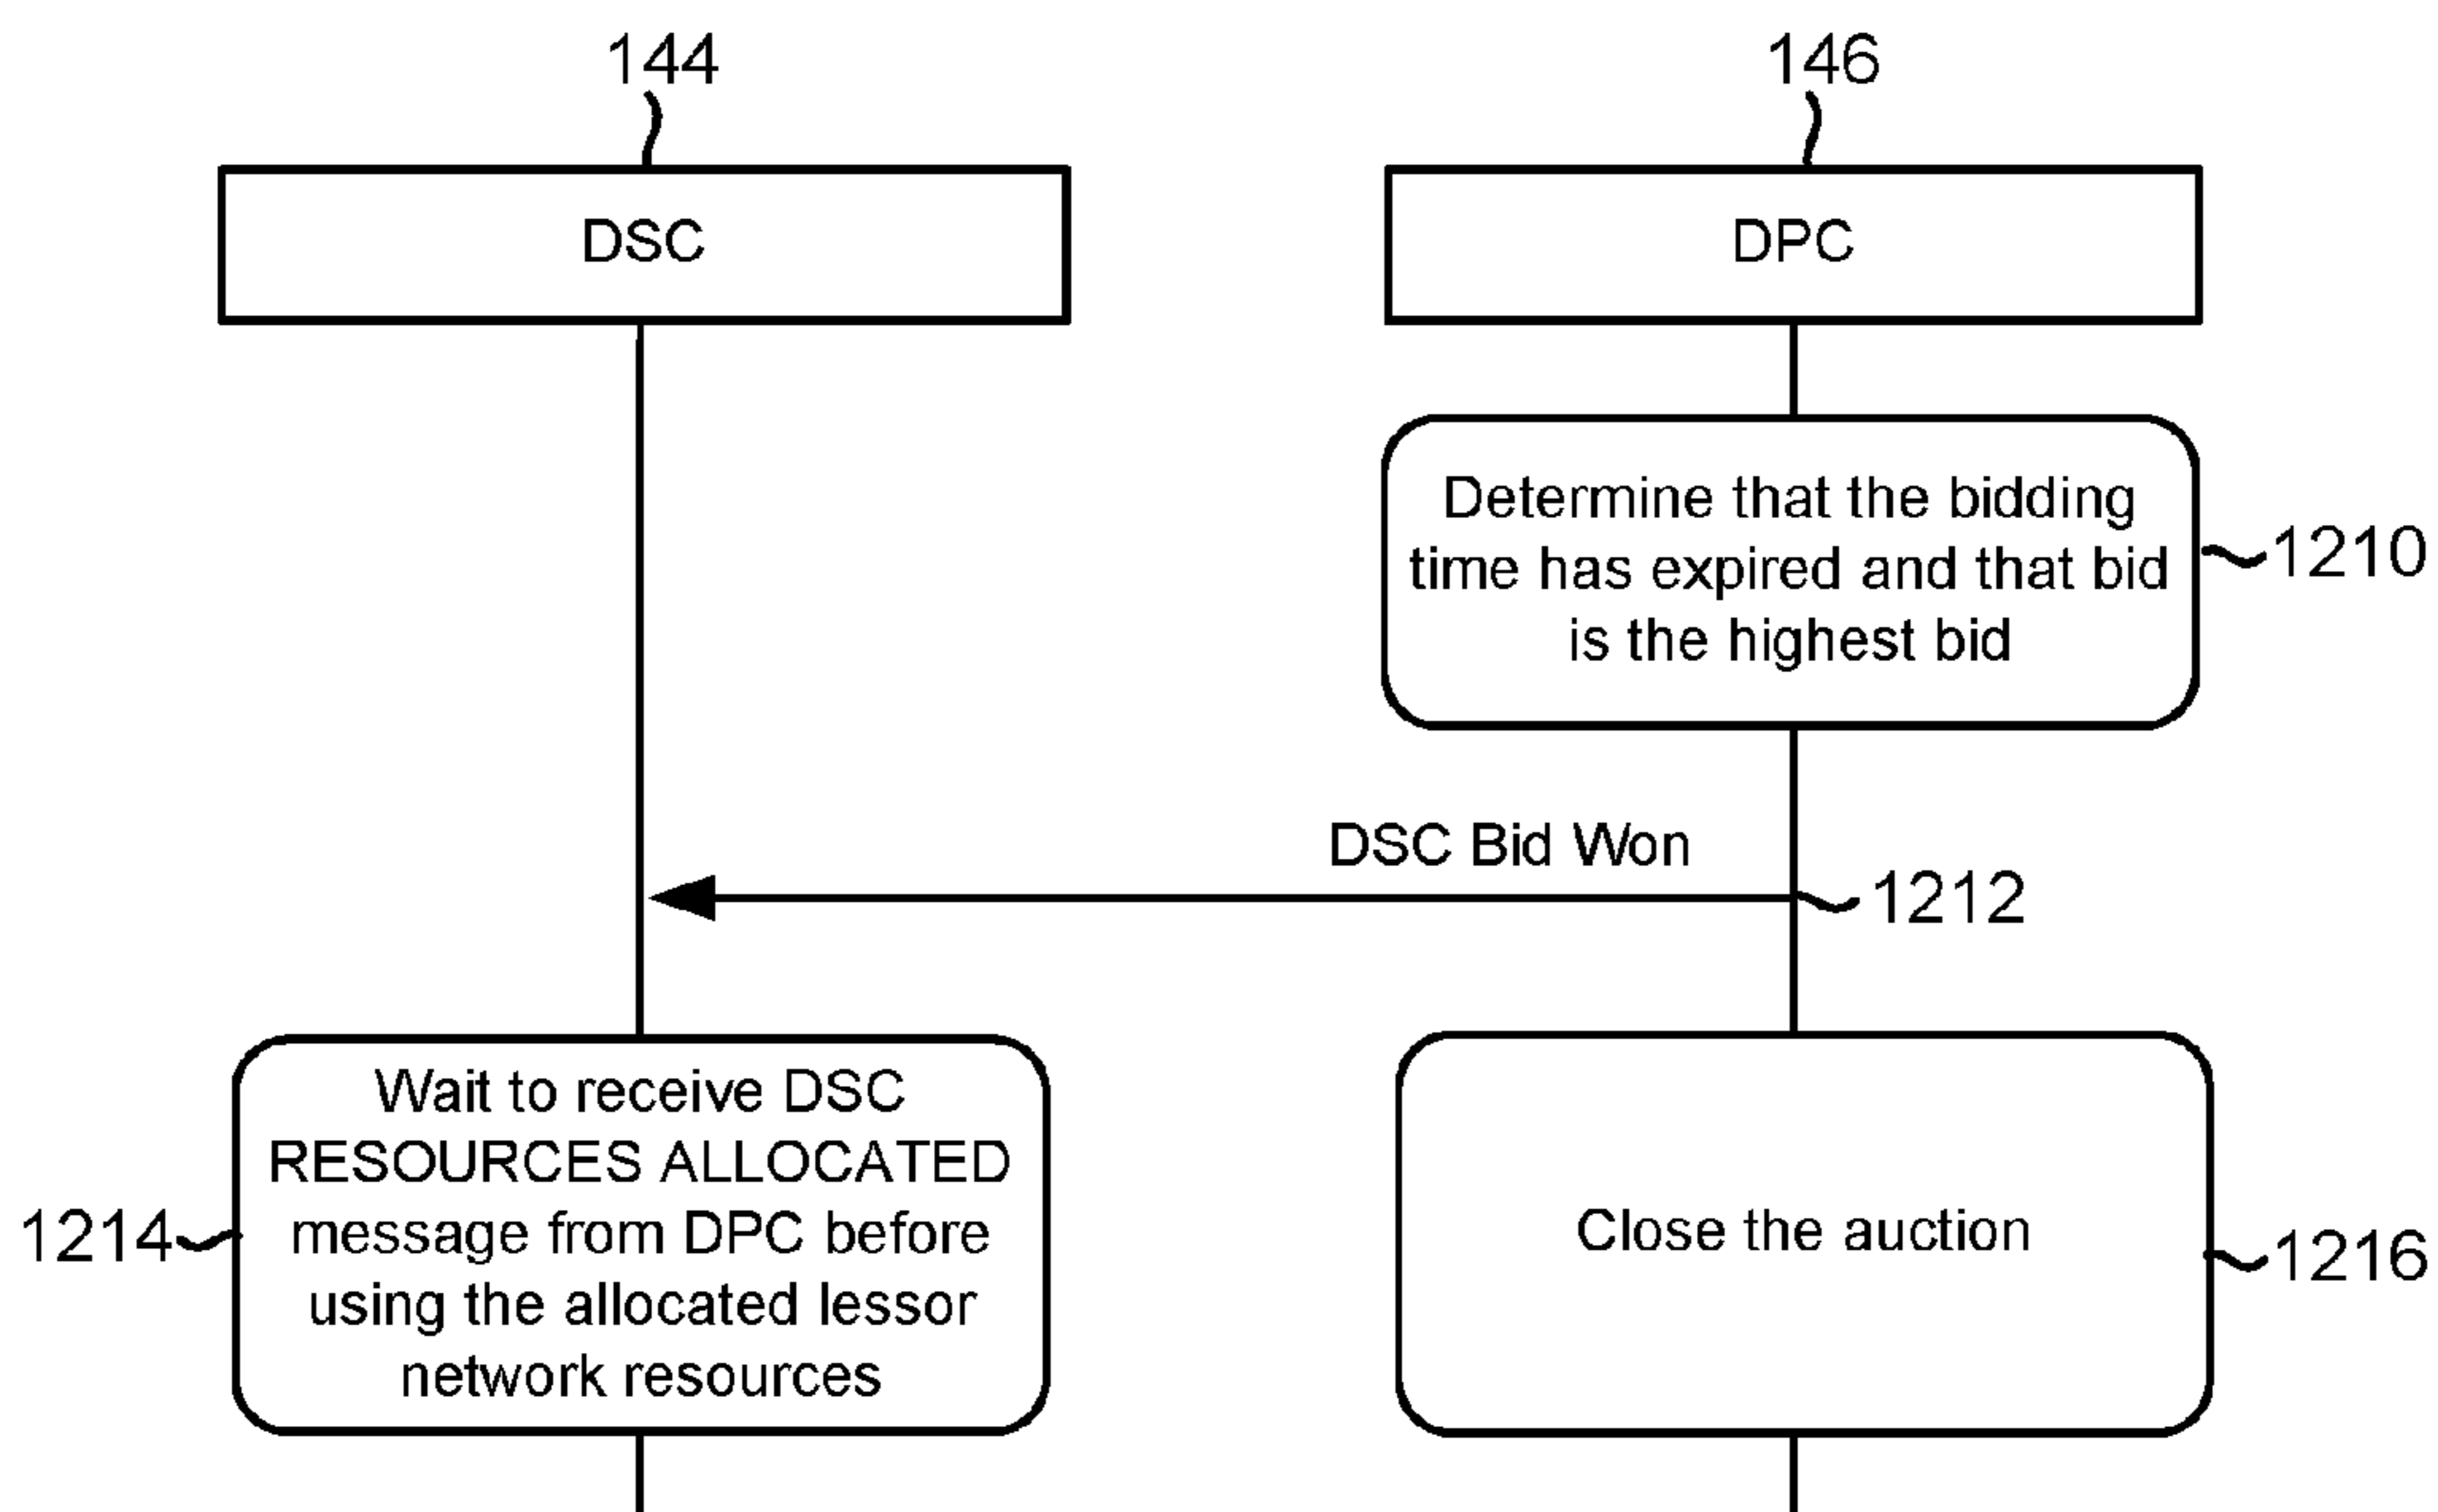 144
146
DSC
DPC
Determine that the bidding
time has expired and that bid
is the highest bid
1210
DSC Bid Won
1212
Wait to receive DSC
RESOURCES ALLOCATED
message from DPC before
using the allocated lessor
network resources
1214
Close the auction
1216